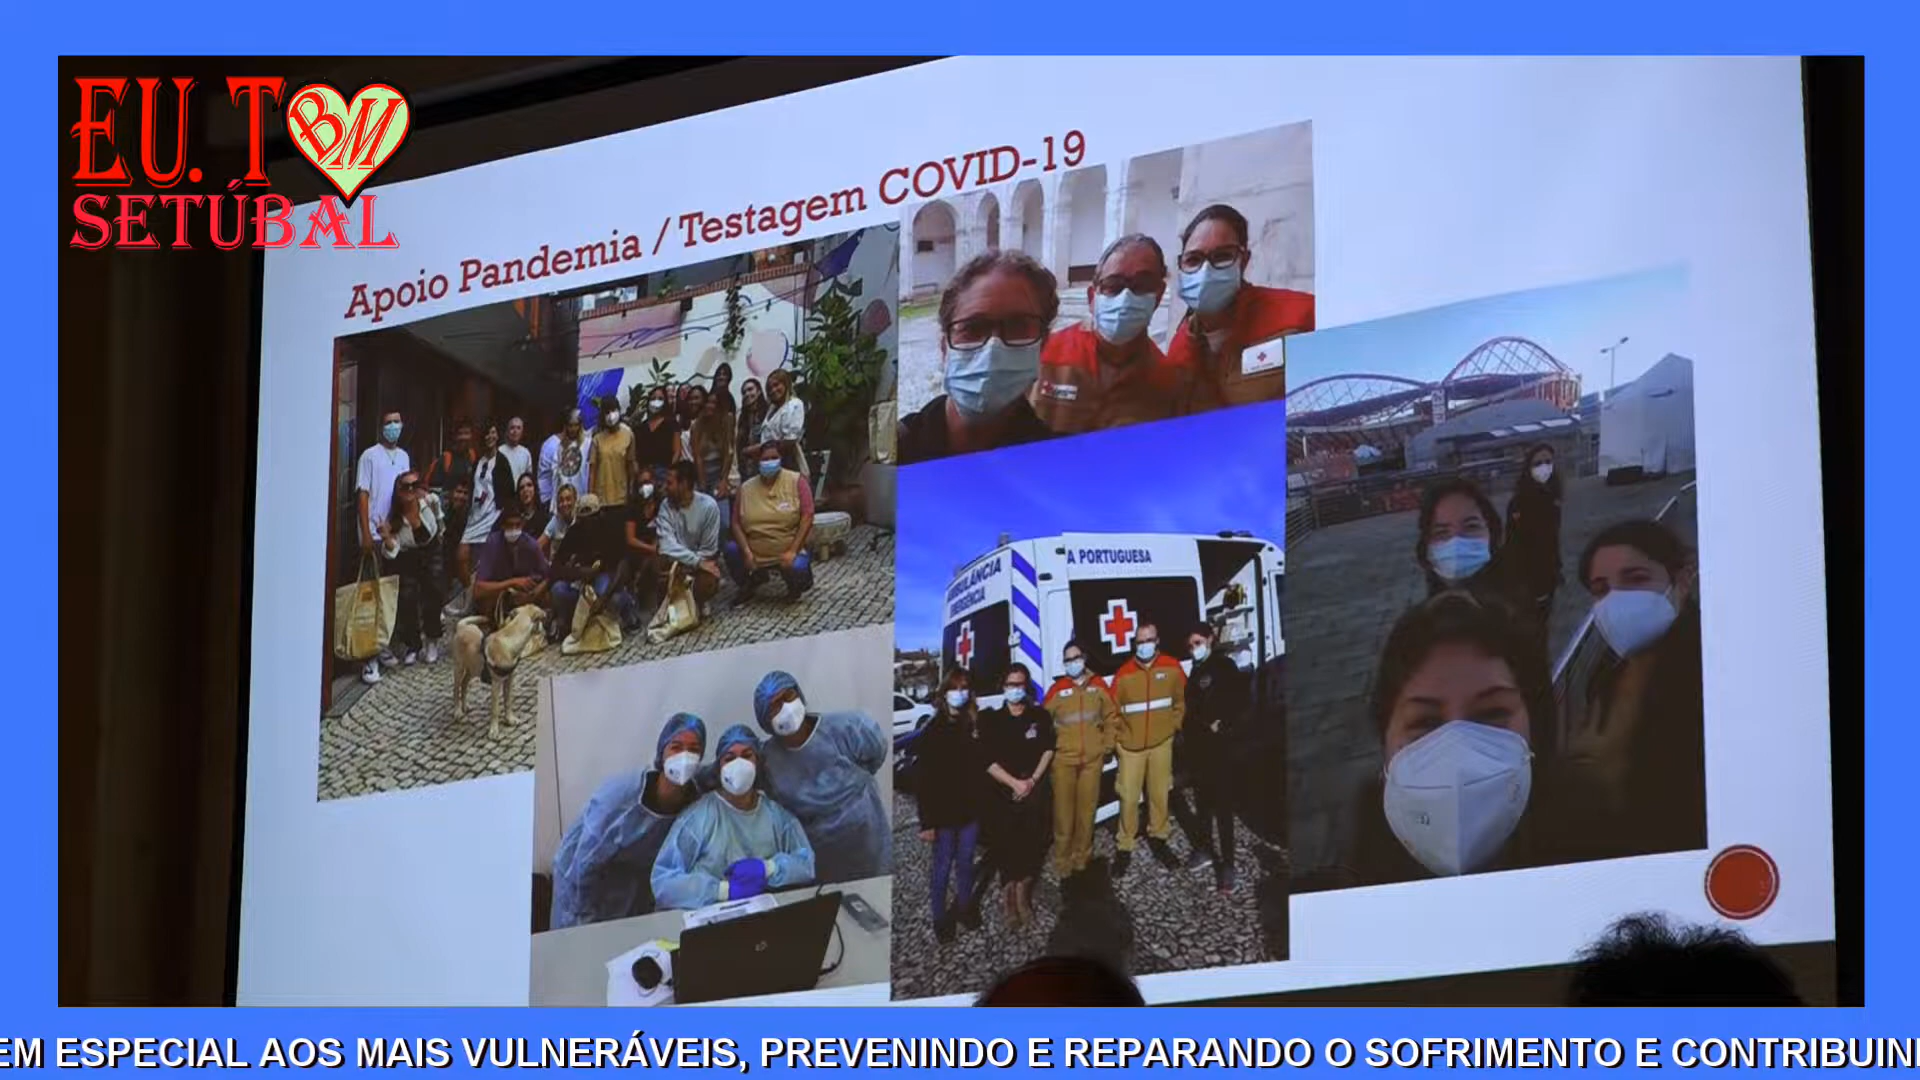 EU. T BM
SETÚBAL
Apoio Pandemia / Testagem COVID-19
AMBULÂNCIA
EMERGÊNCIA
A PORTUGUESA
EM ESPECIAL AOS MAIS VULNERÁVEIS, PREVENINDO E REPARANDO O SOFRIMENTO E CONTRIBUIN